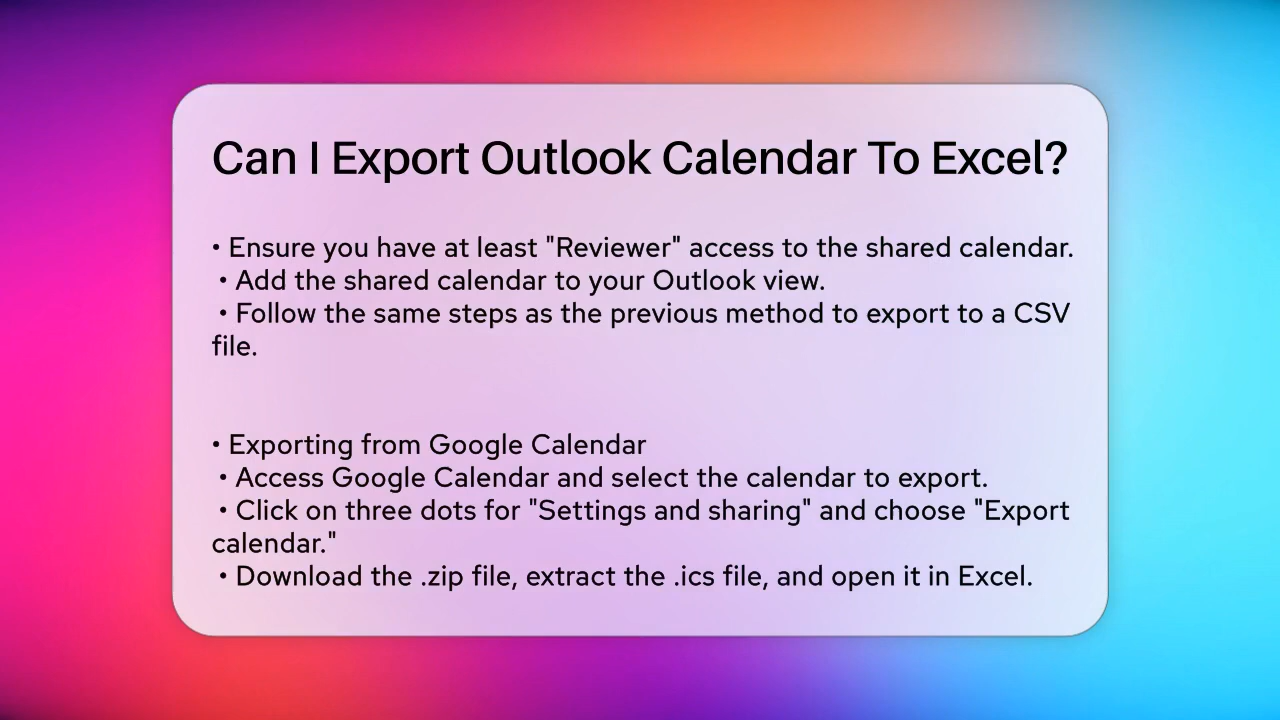 Can I Export Outlook Calendar To Excel?
• Ensure you have at least "Reviewer" access to the shared calendar.
• Add the shared calendar to your Outlook view.
• Follow the same steps as the previous method to export to a CSV
file.
• Exporting from Google Calendar
• Access Google Calendar and select the calendar to export.
• Click on three dots for "Settings and sharing" and choose "Export
calendar."
• Download the .zip file, extract the .ics file, and open it in Excel.